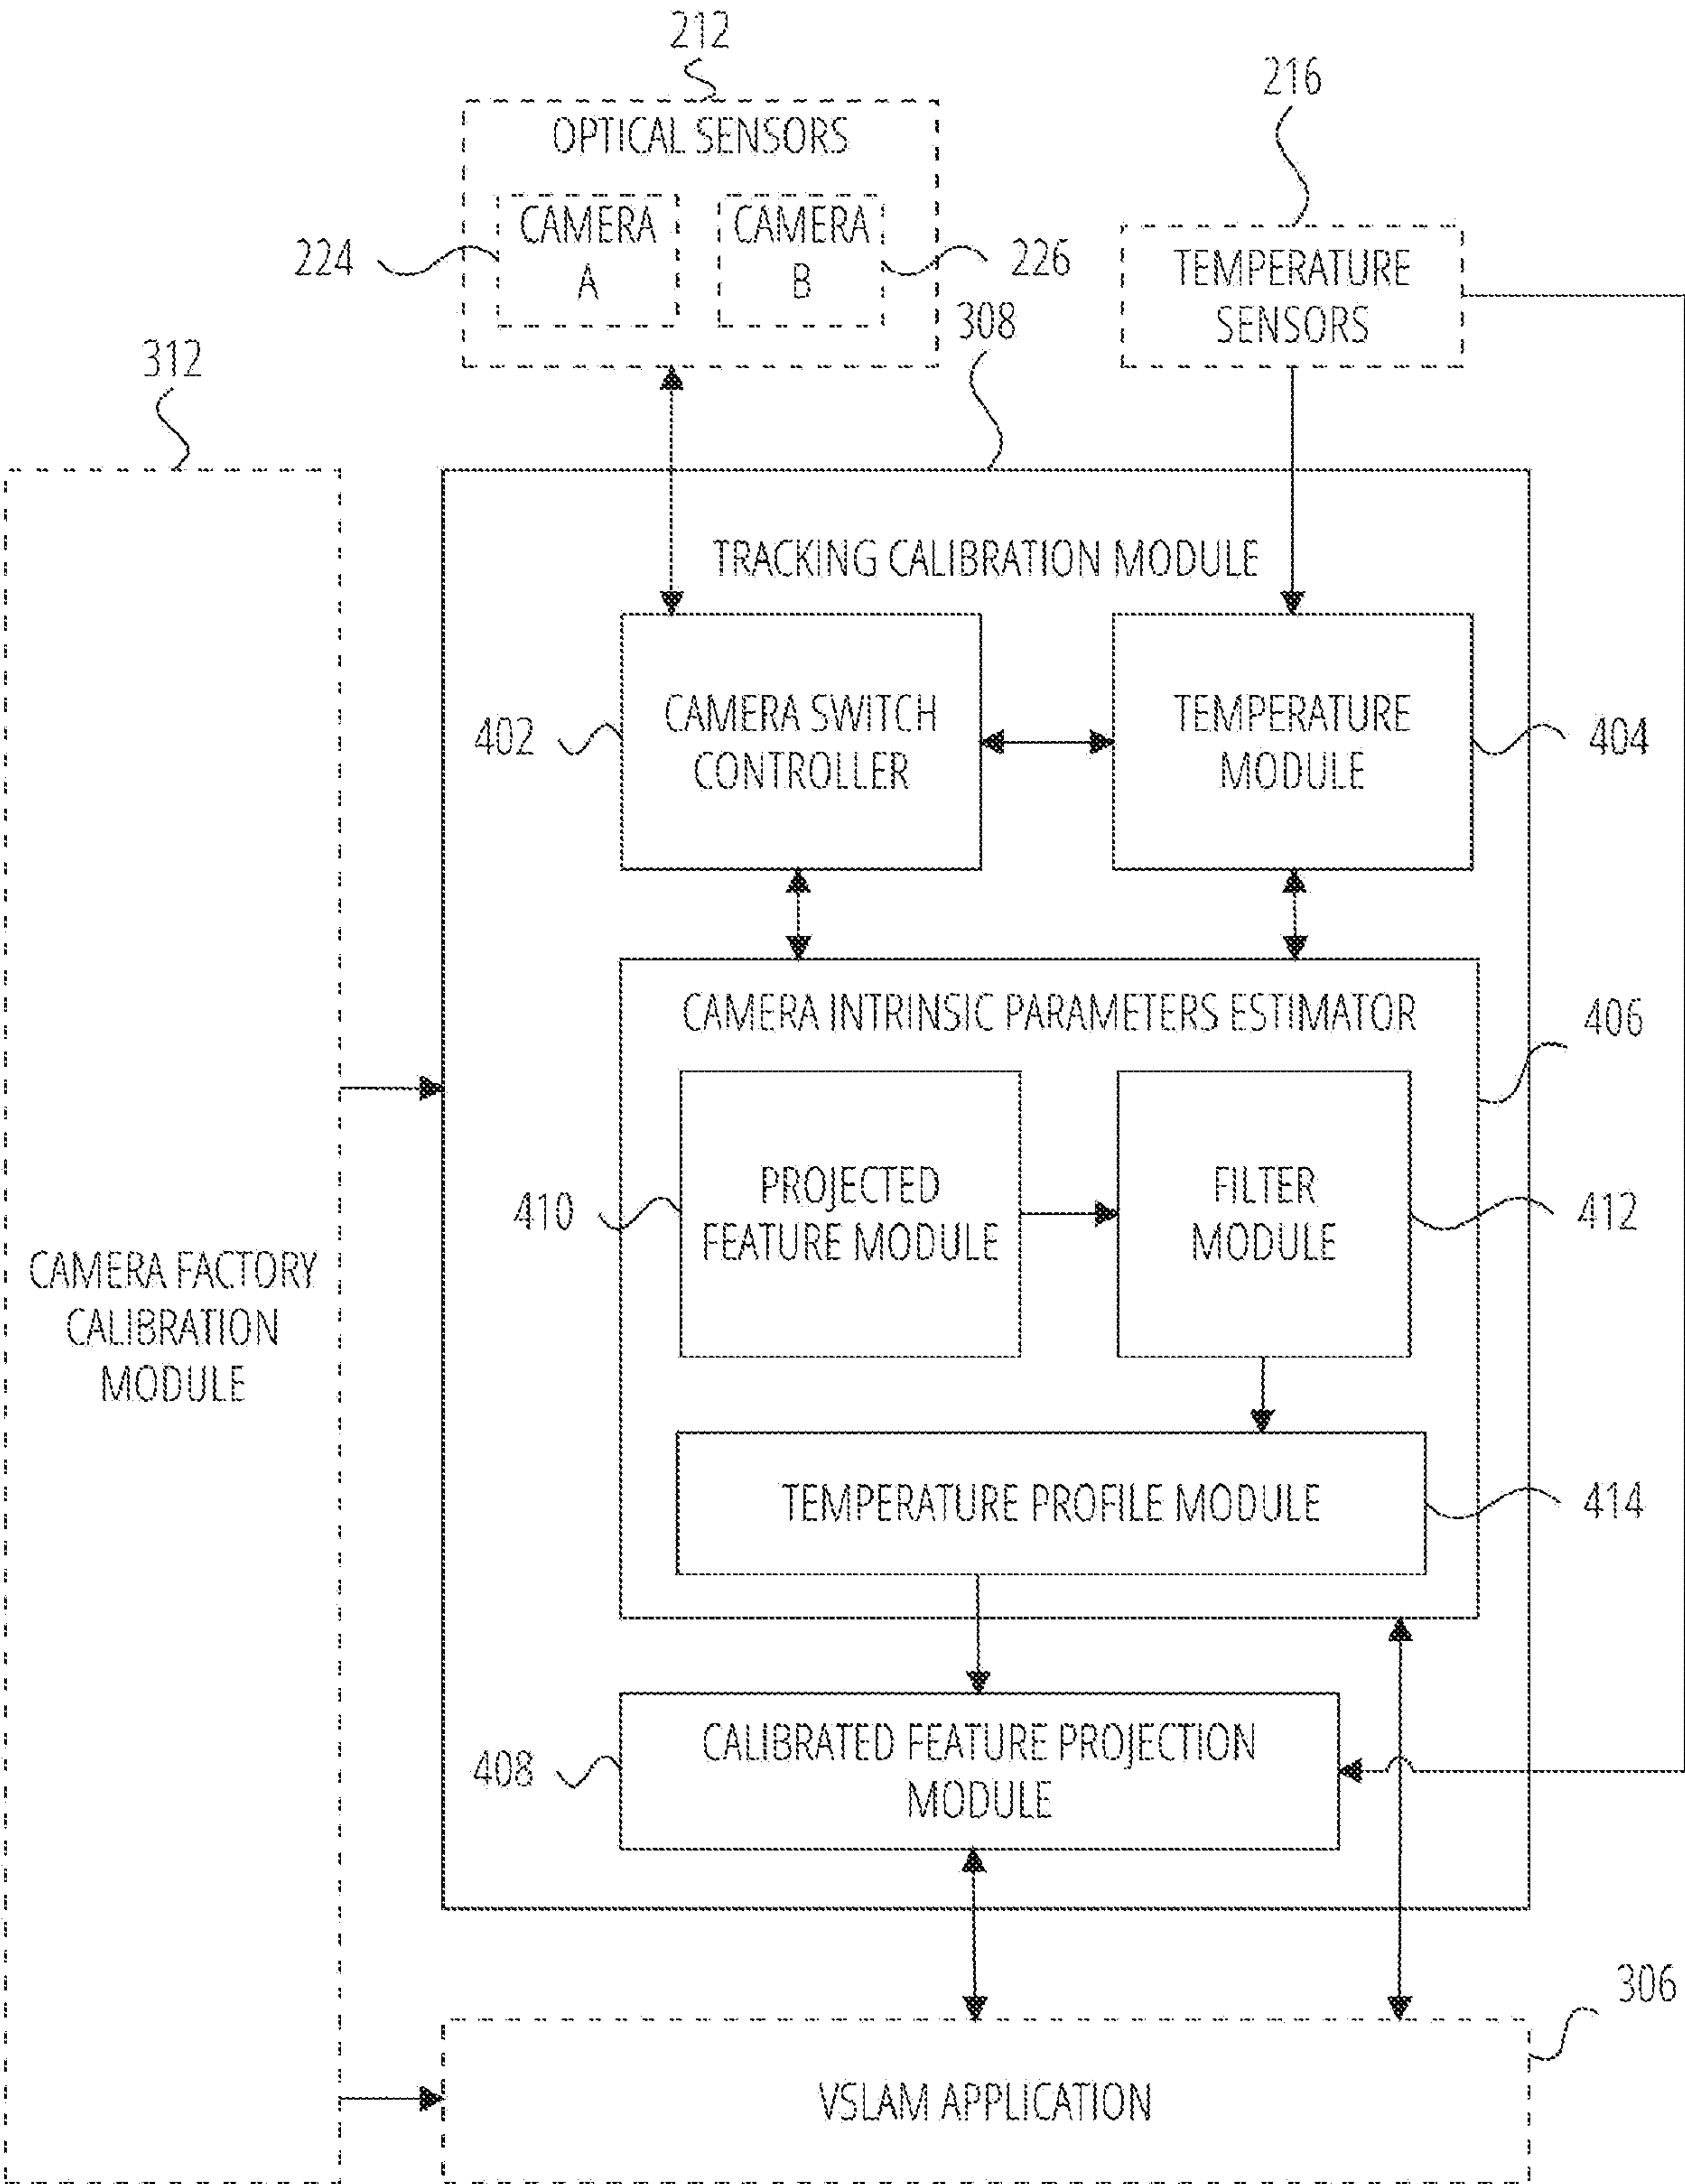 212
216
OPTICAL SENSORS
CAMERA
A
CAMERA
B
224
226
TEMPERATURE
SENSORS
308
312
TRACKING CALIBRATION MODULE
402
CAMERA SWITCH
CONTROLLER
TEMPERATURE
MODULE
404
CAMERA INTRINSIC PARAMETERS ESTIMATOR
406
410
PROJECTED
FEATURE MODULE
FILTER
MODULE
412
CAMERA FACTORY
CALIBRATION
MODULE
TEMPERATURE PROFILE MODULE
414
408
CALIBRATED FEATURE PROJECTION
MODULE
306
VSLAM APPLICATION